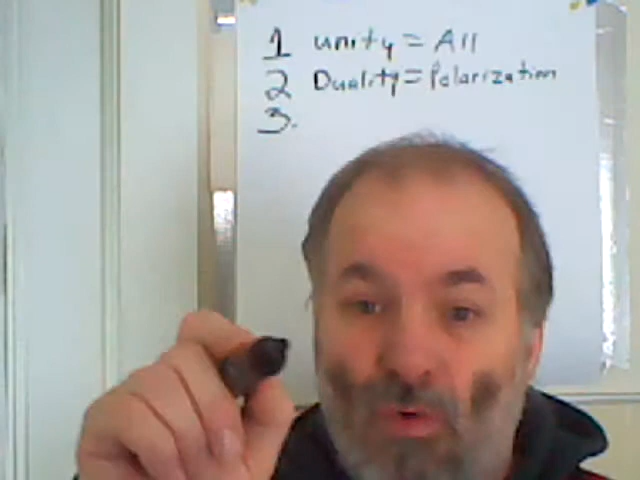 1 unity = All
2 Duality = Polarization
3.